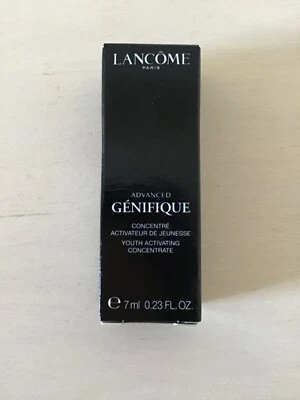 LANCÔME
PARIS
ADVANCED
GÉNIFIQUE
CONCENTRÉ
ACTIVATEUR DE JEUNESSE
YOUTH ACTIVATING
CONCENTRATE
℮ 7 ml 0.23 FL.OZ.